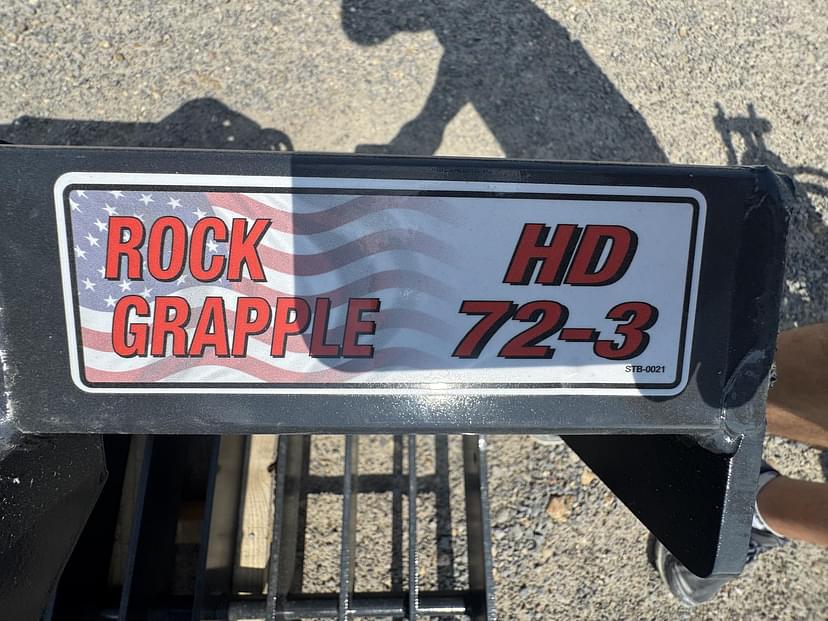 ROCK
GRAPPLE
HD
72-3
STB-0021